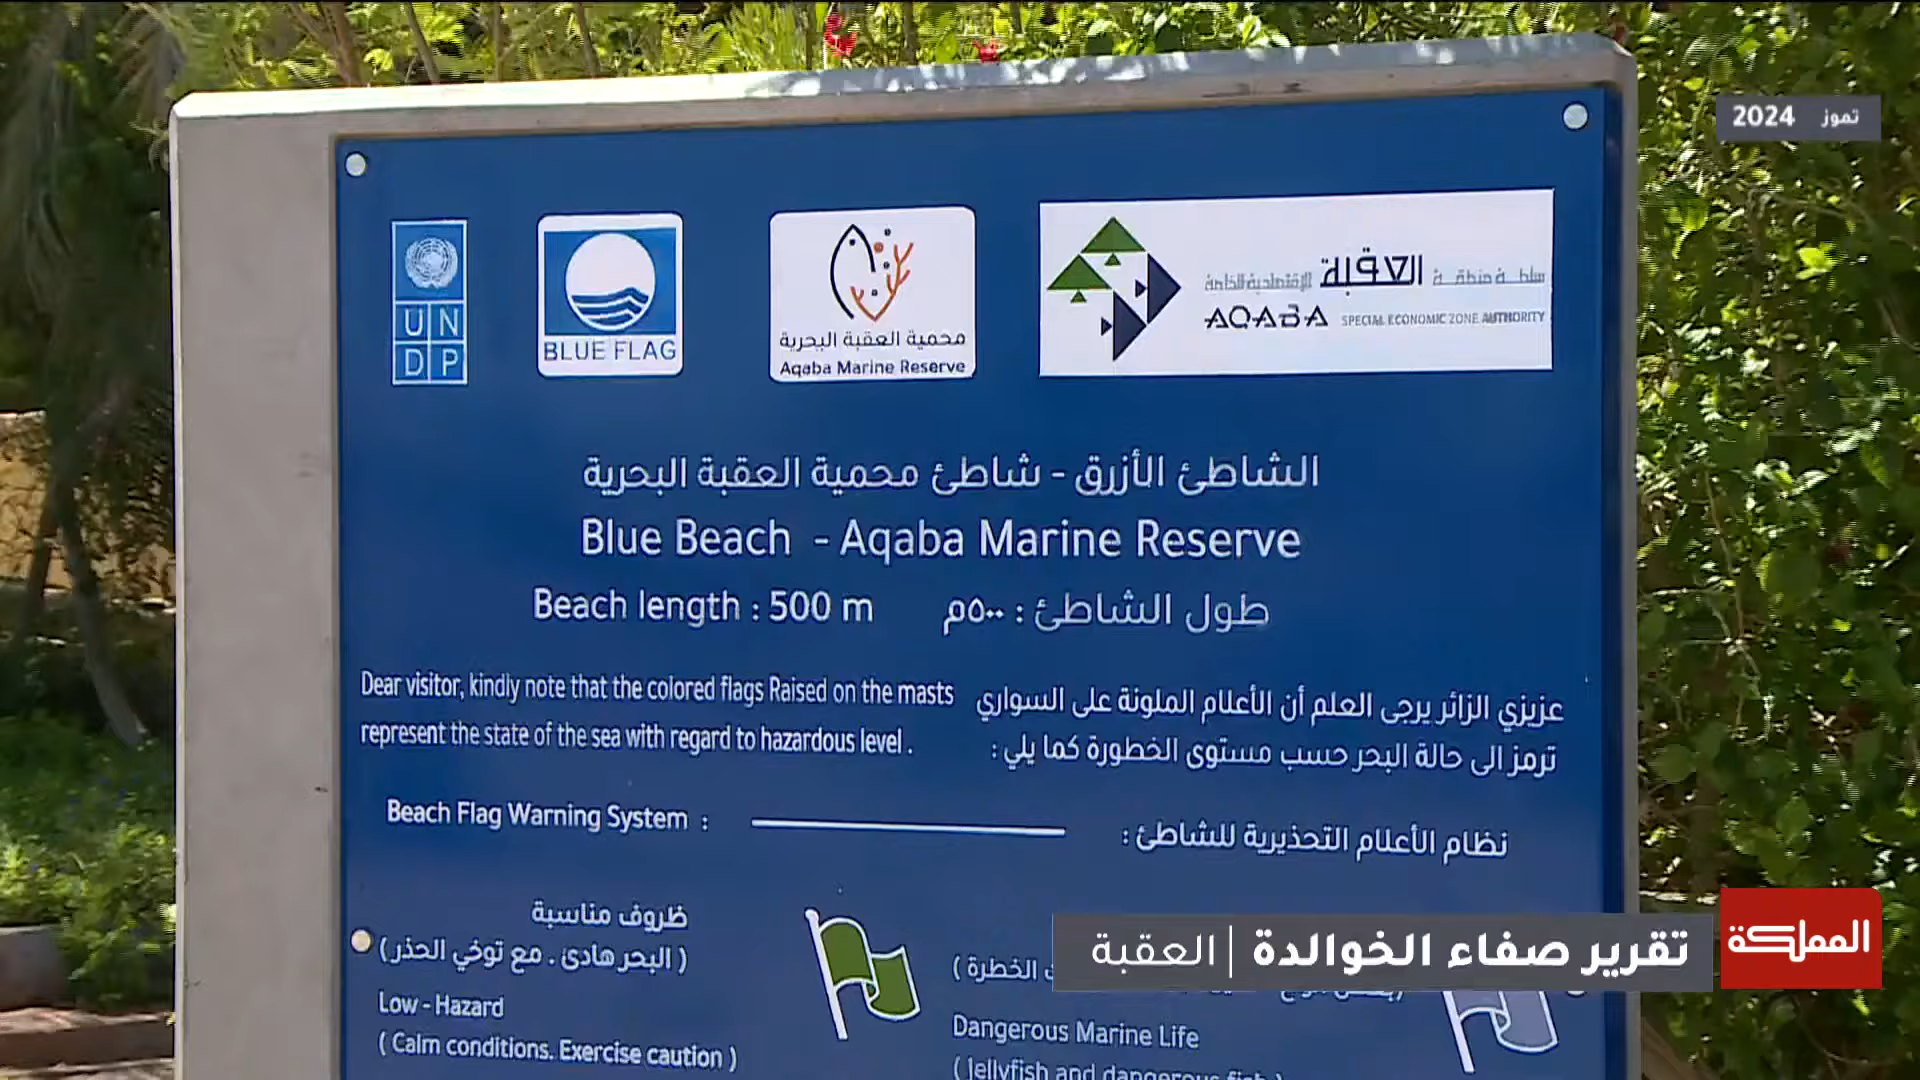 تموز 2024
UN
DP
BLUE FLAG
محمية العقبة البحرية
Aqaba Marine Reserve
سلطة منطقة العقبة الاقتصادية الخاصة
AQABA SPECIAL ECONOMIC ZONE AUTHORITY
الشاطئ الأزرق - شاطئ محمية العقبة البحرية
Blue Beach - Aqaba Marine Reserve
Beach length : 500 m
طول الشاطئ : ٥٠٠م
Dear visitor, kindly note that the colored flags Raised on the masts
represent the state of the sea with regard to hazardous level .
عزيزي الزائر يرجى العلم أن الأعلام الملونة على السواري
ترمز الى حالة البحر حسب مستوى الخطورة كما يلي :
Beach Flag Warning System :
نظام الأعلام التحذيرية للشاطئ :
ظروف مناسبة
( البحر هادئ . مع توخي الحذر )
Low - Hazard
( Calm conditions. Exercise caution )
الخطرة )
Dangerous Marine Life
( Jellyfish and dangerous fish )
تقرير صفاء الخوالدة | العقبة
المملكة